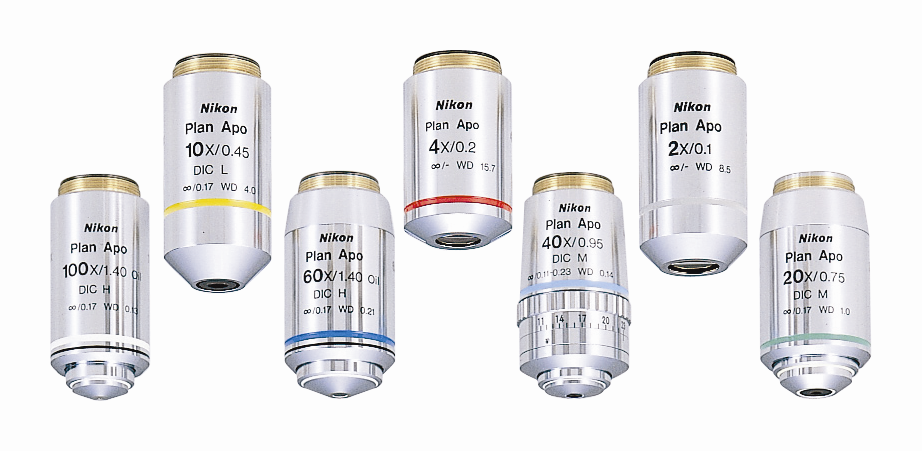 Nikon
Plan Apo
100X/1.40 Oil
DIC H
∞/0.17 WD 0.13
Nikon
Plan Apo
10X/0.45
DIC L
∞/0.17 WD 4.0
Nikon
Plan Apo
60X/1.40 Oil
DIC H
∞/0.17 WD 0.21
Nikon
Plan Apo
4X/0.2
∞/- WD 15.7
Nikon
Plan Apo
40X/0.95
DIC M
∞/0.11-0.23 WD 0.14
11 14 17 20 23
Nikon
Plan Apo
2X/0.1
∞/- WD 8.5
Nikon
Plan Apo
20X/0.75
DIC M
∞/0.17 WD 1.0